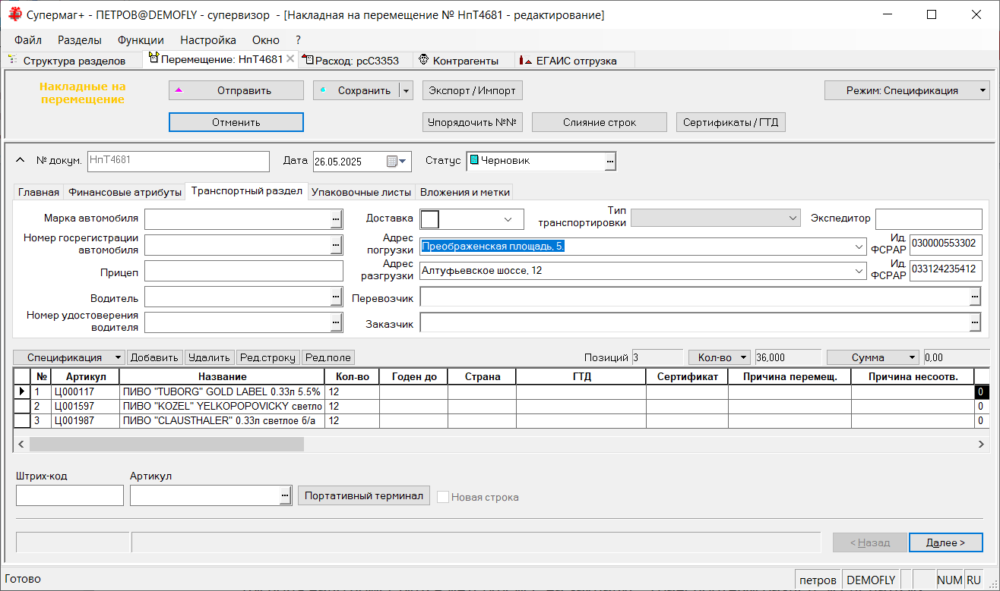 Супермаг+ - ПЕТРОВ@DEMOFLY - супервизор - [Накладная на перемещение № НпТ4681 - редактирование]
Файл Разделы Функции Настройка Окно ?
Структура разделов Перемещение: НпТ4681 Расход: рсС3353 Контрагенты ЕГАИС отгрузка
Накладные на перемещение
Отправить Сохранить Экспорт / Импорт Режим: Спецификация
Отменить Упорядочить №№ Слияние строк Сертификаты / ГТД
№ докум. НпТ4681 Дата 26.05.2025 Статус Черновик ...
Главная Финансовые атрибуты Транспортный раздел Упаковочные листы Вложения и метки
Марка автомобиля ... Доставка Тип транспортировки Экспедитор
Номер госрегистрации автомобиля ... Адрес погрузки Преображенская площадь, 5. Ид. ФСРАР 030000553302
Прицеп Адрес разгрузки Алтуфьевское шоссе, 12 Ид. ФСРАР 033124235412
Водитель ... Перевозчик ...
Номер удостоверения водителя ... Заказчик ...
Спецификация Добавить Удалить Ред.строку Ред.поле Позиций 3 Кол-во 36,000 Сумма 0,00
№ Артикул Название Кол-во Годен до Страна ГТД Сертификат Причина перемещ. Причина несоотв.
1 Ц000117 ПИВО "TUBORG" GOLD LABEL 0.33л 5.5% 12 0
2 Ц001597 ПИВО "KOZEL" YELKOPOPOVICKY светло 12 0
3 Ц001987 ПИВО "CLAUSTHALER" 0.33л светлое б/а 12 0
Штрих-код Артикул
... Портативный терминал Новая строка
< Назад Далее >
Готово петров DEMOFLY NUM RU